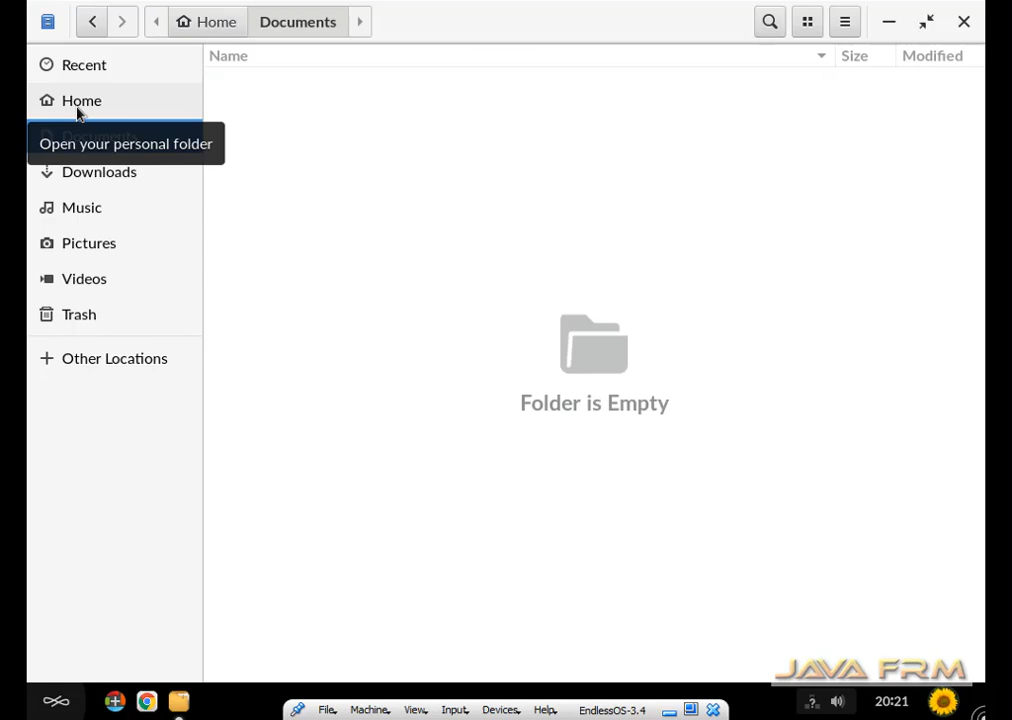 Home
Documents
Name
Size
Modified
Recent
Home
Documents
Open your personal folder
Downloads
Music
Pictures
Videos
Trash
Other Locations
Folder is Empty
JAVA FRM
20:21
File
Machine
View
Input
Devices
Help
EndlessOS-3.4